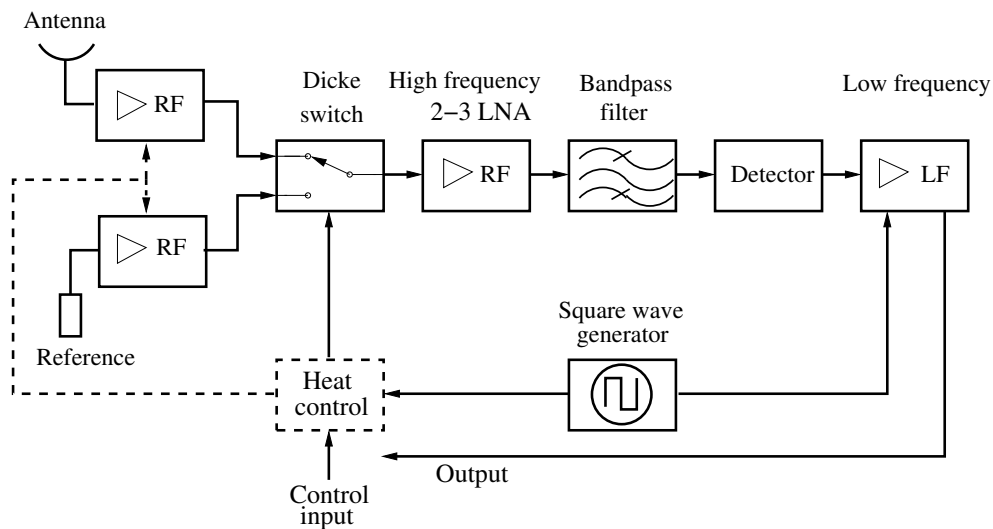 Antenna
RF
Dicke
switch
High frequency
2−3 LNA
RF
Bandpass
filter
Detector
Low frequency
LF
RF
Reference
Square wave
generator
Heat
control
Output
Control
input